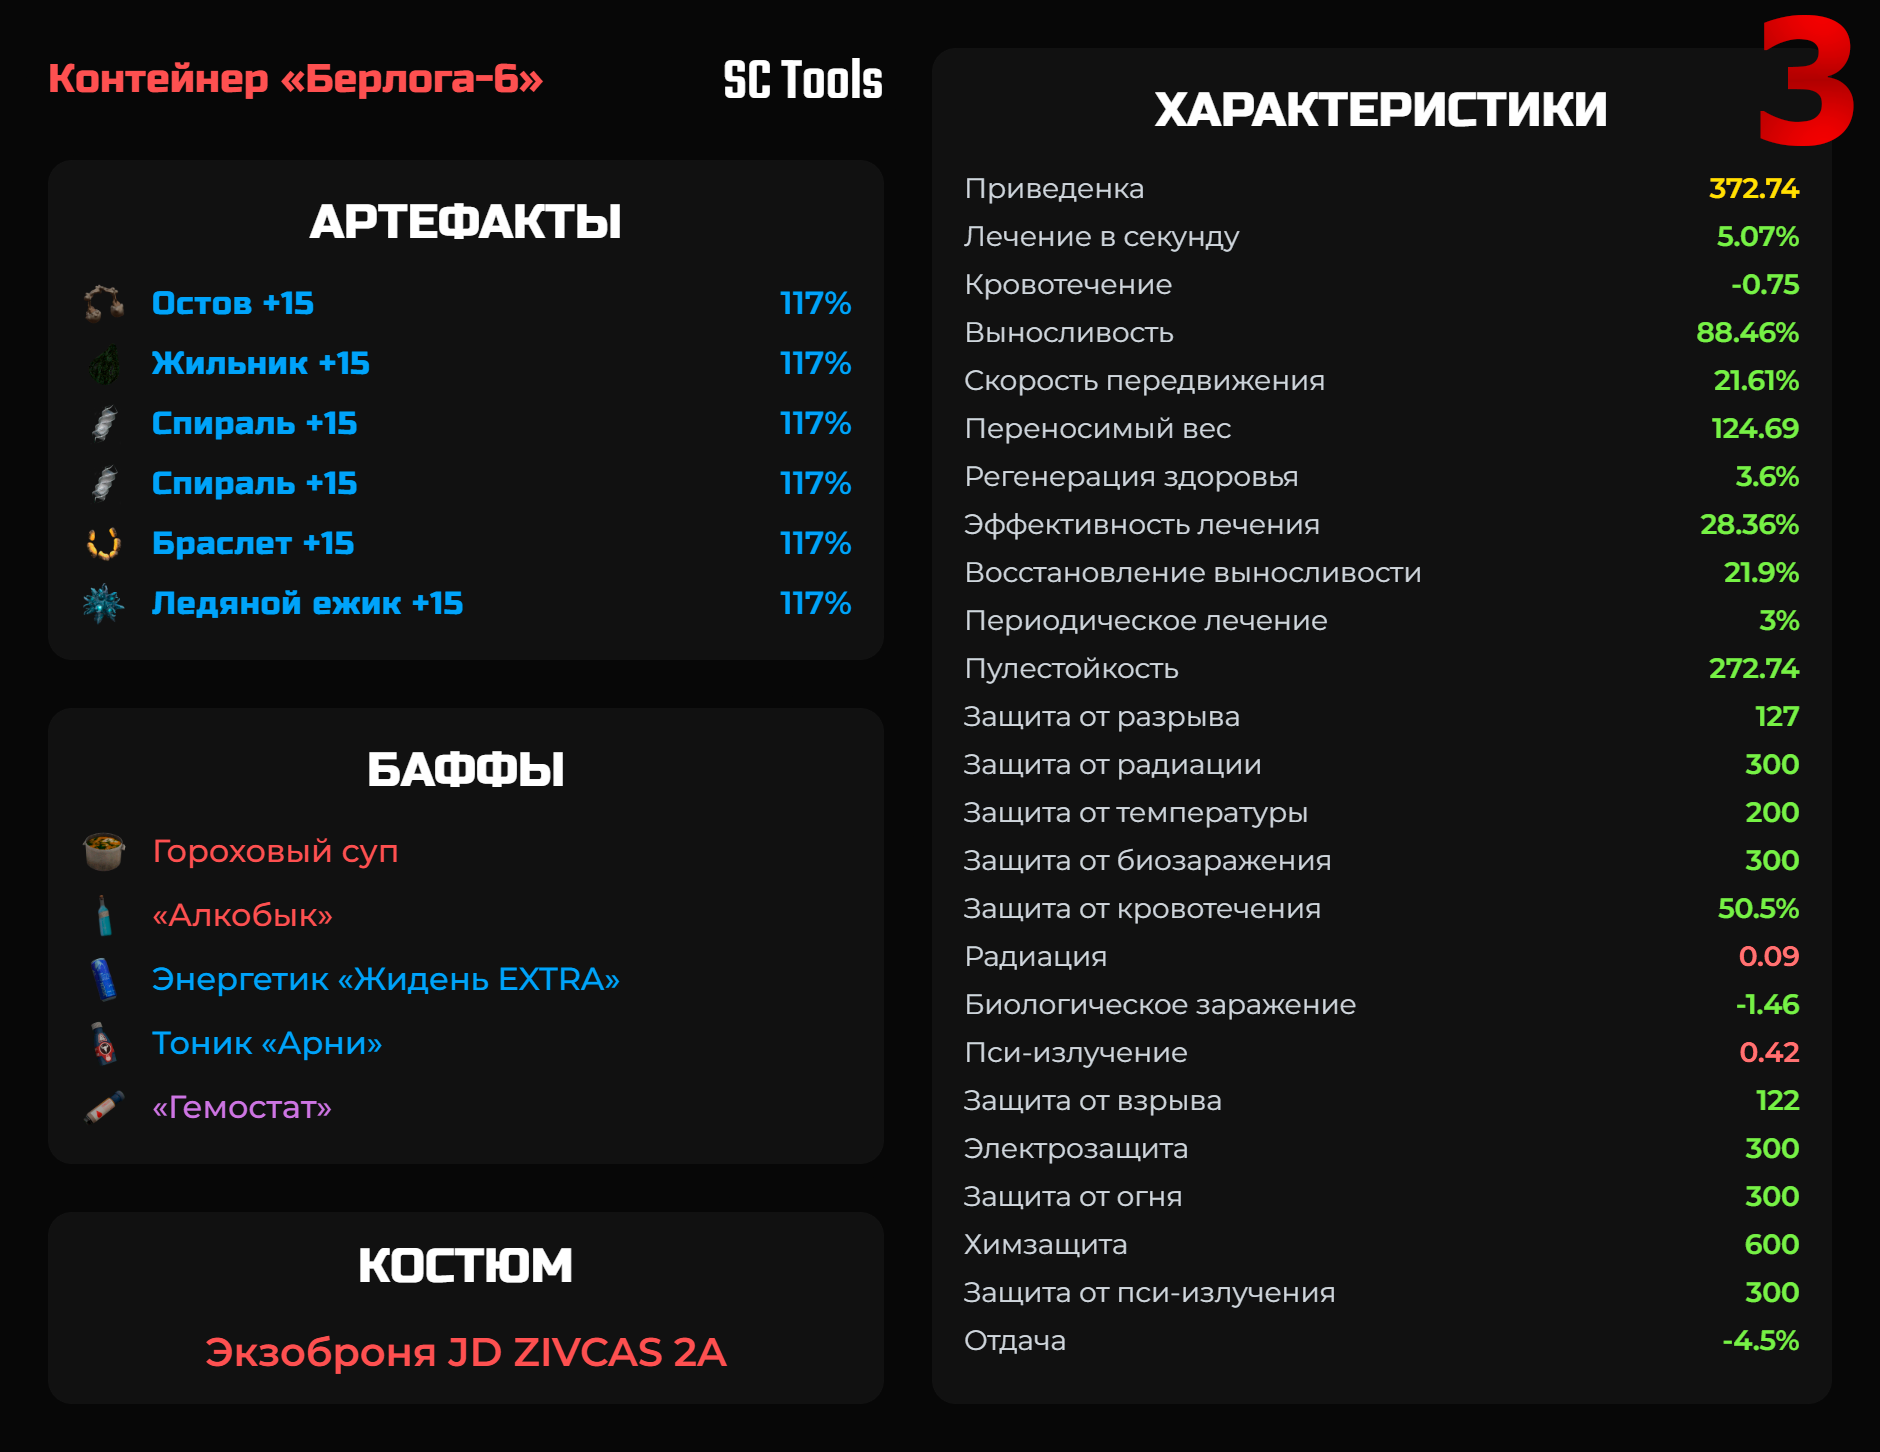 Контейнер «Берлога-6»
SC Tools
АРТЕФАКТЫ
Остов +15 117%
Жильник +15 117%
Спираль +15 117%
Спираль +15 117%
Браслет +15 117%
Ледяной ежик +15 117%
БАФФЫ
Гороховый суп
«Алкобык»
Энергетик «Жидень EXTRA»
Тоник «Арни»
«Гемостат»
КОСТЮМ
Экзоброня JD ZIVCAS 2A
3
ХАРАКТЕРИСТИКИ
Приведенка 372.74
Лечение в секунду 5.07%
Кровотечение -0.75
Выносливость 88.46%
Скорость передвижения 21.61%
Переносимый вес 124.69
Регенерация здоровья 3.6%
Эффективность лечения 28.36%
Восстановление выносливости 21.9%
Периодическое лечение 3%
Пулестойкость 272.74
Защита от разрыва 127
Защита от радиации 300
Защита от температуры 200
Защита от биозаражения 300
Защита от кровотечения 50.5%
Радиация 0.09
Биологическое заражение -1.46
Пси-излучение 0.42
Защита от взрыва 122
Электрозащита 300
Защита от огня 300
Химзащита 600
Защита от пси-излучения 300
Отдача -4.5%